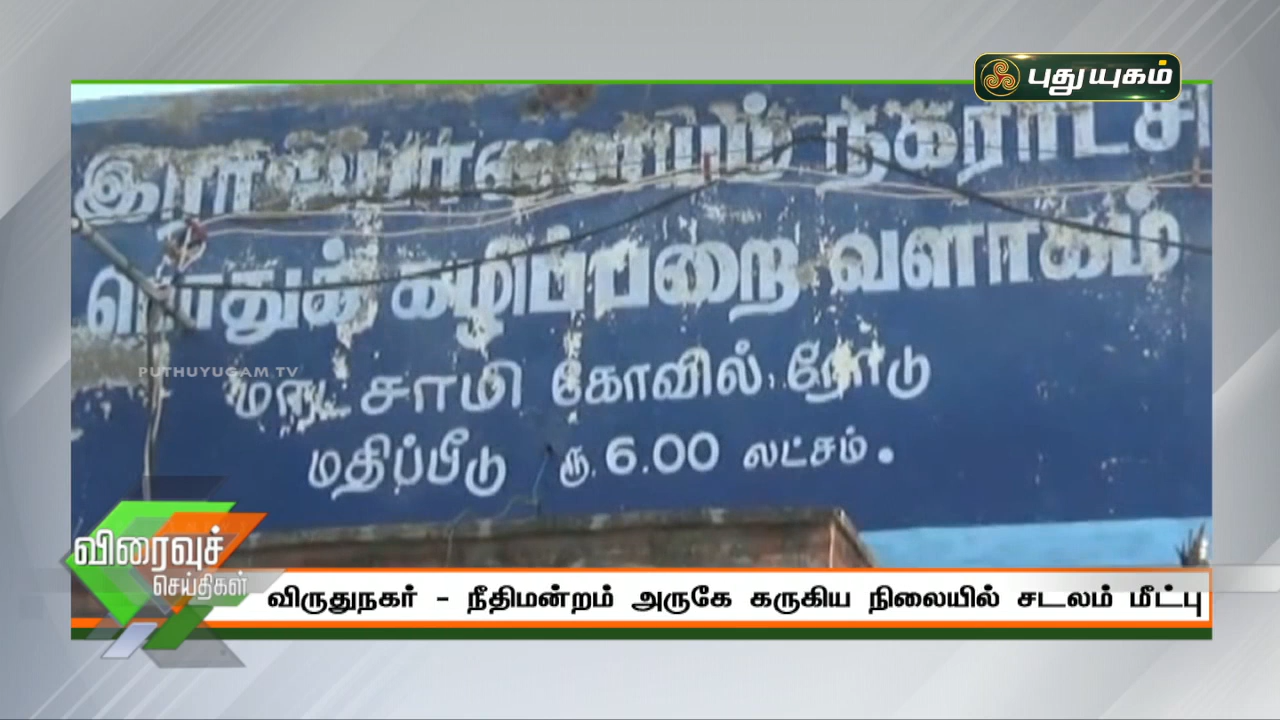 புதுயுகம்
இராஜபாளையம் நகராட்சி
பொதுக் கழிப்பறை வளாகம்
PUTHUYUGAM TV
சாமி கோவில் ரோடு
மதிப்பீடு ரூ.6.00 லட்சம்.
விரைவுச்
செய்திகள்
விருதுநகர் - நீதிமன்றம் அருகே கருகிய நிலையில் சடலம் மீட்பு